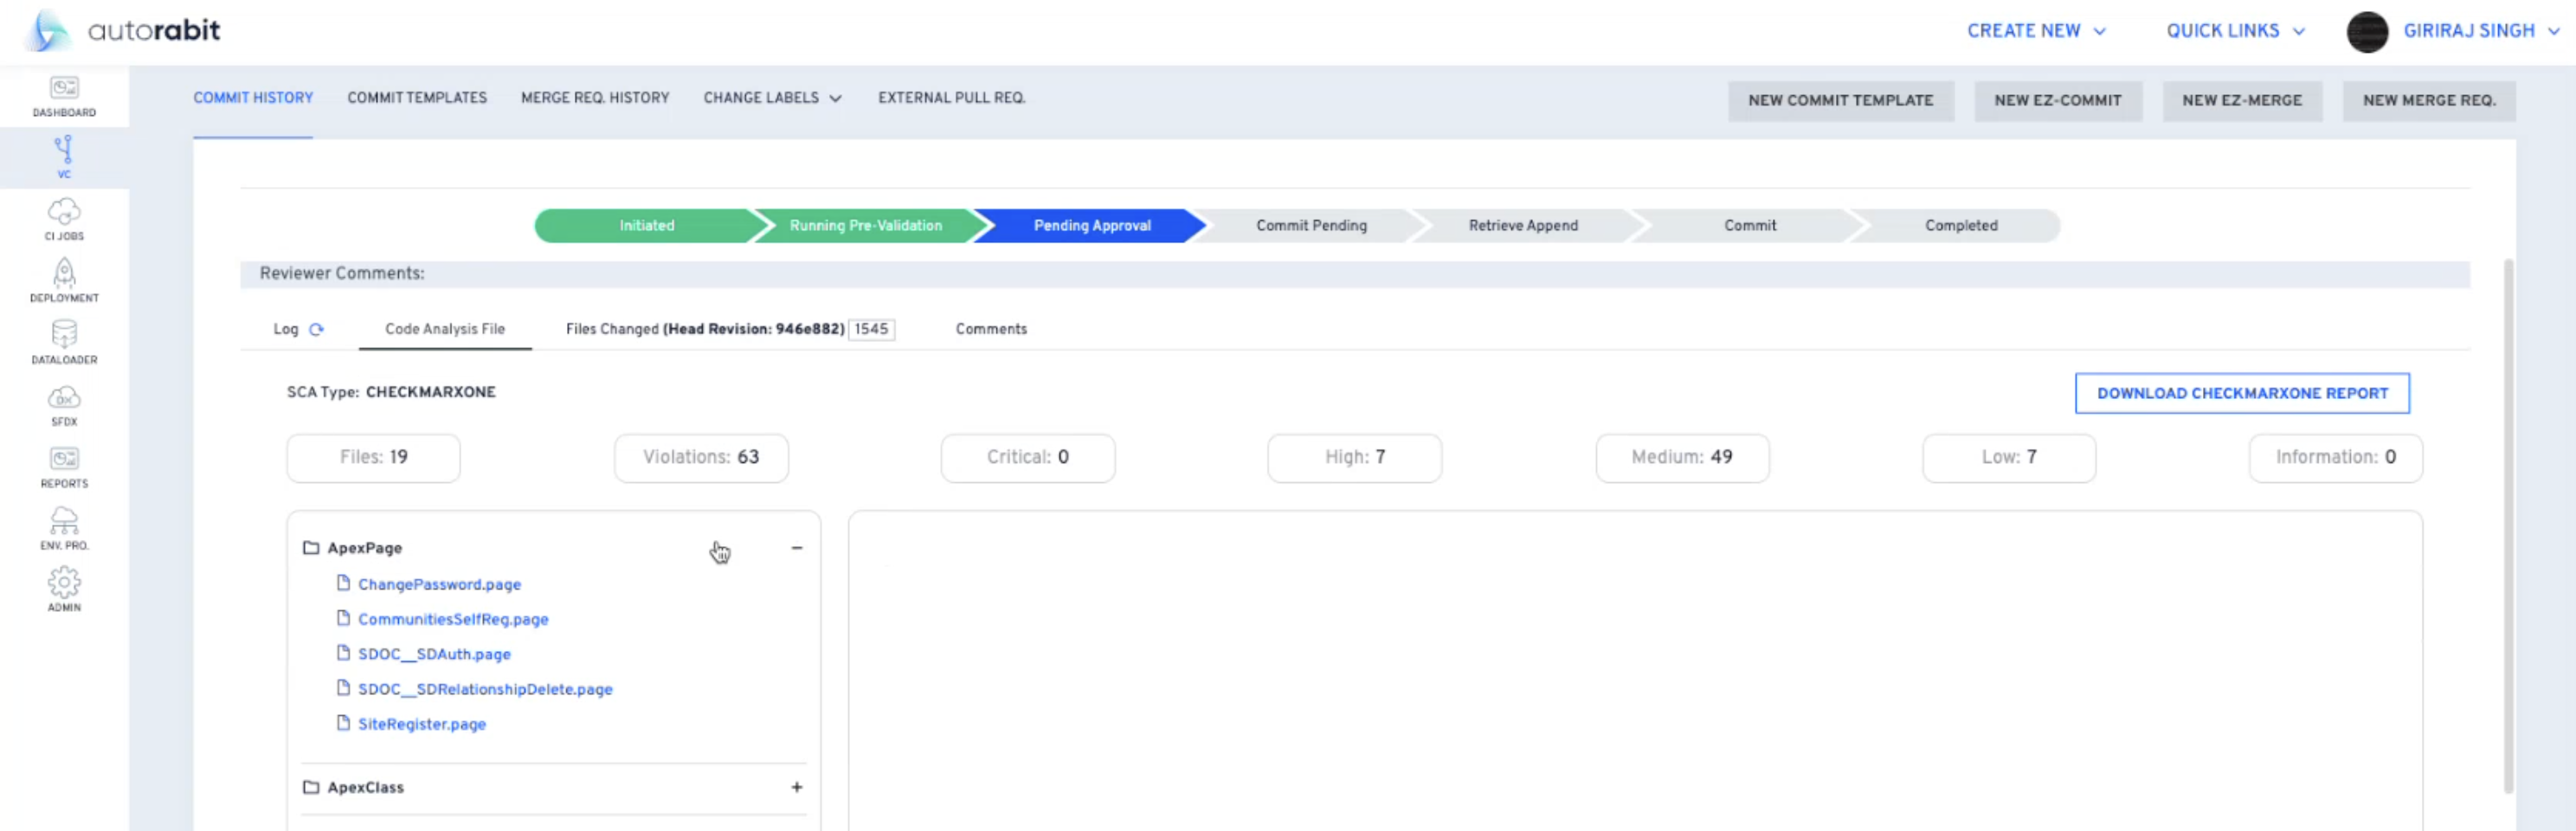 autorabit
CREATE NEW
QUICK LINKS
GIRIRAJ SINGH
DASHBOARD
VC
CI JOBS
DEPLOYMENT
DATALOADER
DX
SFDX
REPORTS
ENV. PRO.
ADMIN
COMMIT HISTORY
COMMIT TEMPLATES
MERGE REQ. HISTORY
CHANGE LABELS
EXTERNAL PULL REQ.
NEW COMMIT TEMPLATE
NEW EZ-COMMIT
NEW EZ-MERGE
NEW MERGE REQ.
Initiated
Running Pre-Validation
Pending Approval
Commit Pending
Retrieve Append
Commit
Completed
Reviewer Comments:
Log
Code Analysis File
Files Changed (Head Revision: 946e882) 1545
Comments
SCA Type: CHECKMARXONE
DOWNLOAD CHECKMARXONE REPORT
Files: 19
Violations: 63
Critical: 0
High: 7
Medium: 49
Low: 7
Information: 0
ApexPage
ChangePassword.page
CommunitiesSelfReg.page
SDOC__SDAuth.page
SDOC__SDRelationshipDelete.page
SiteRegister.page
ApexClass